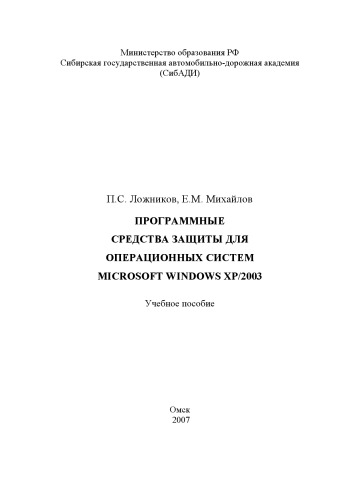 Министерство образования РФ
Сибирская государственная автомобильно-дорожная академия
(СибАДИ)
П.С. Ложников, Е.М. Михайлов
ПРОГРАММНЫЕ
СРЕДСТВА ЗАЩИТЫ ДЛЯ
ОПЕРАЦИОННЫХ СИСТЕМ
MICROSOFT WINDOWS XP/2003
Учебное пособие
Омск
2007